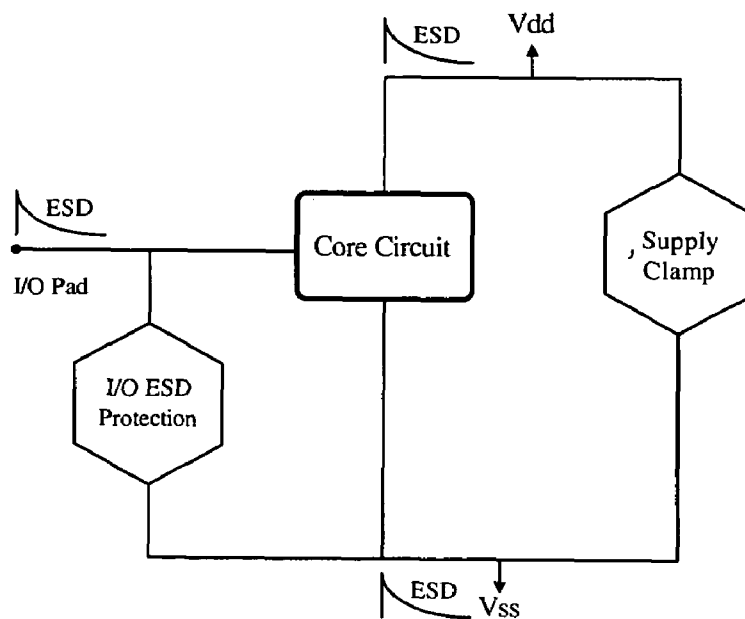 ESD
Vdd
ESD
Core Circuit
, Supply
Clamp
I/O Pad
I/O ESD
Protection
ESD
Vss